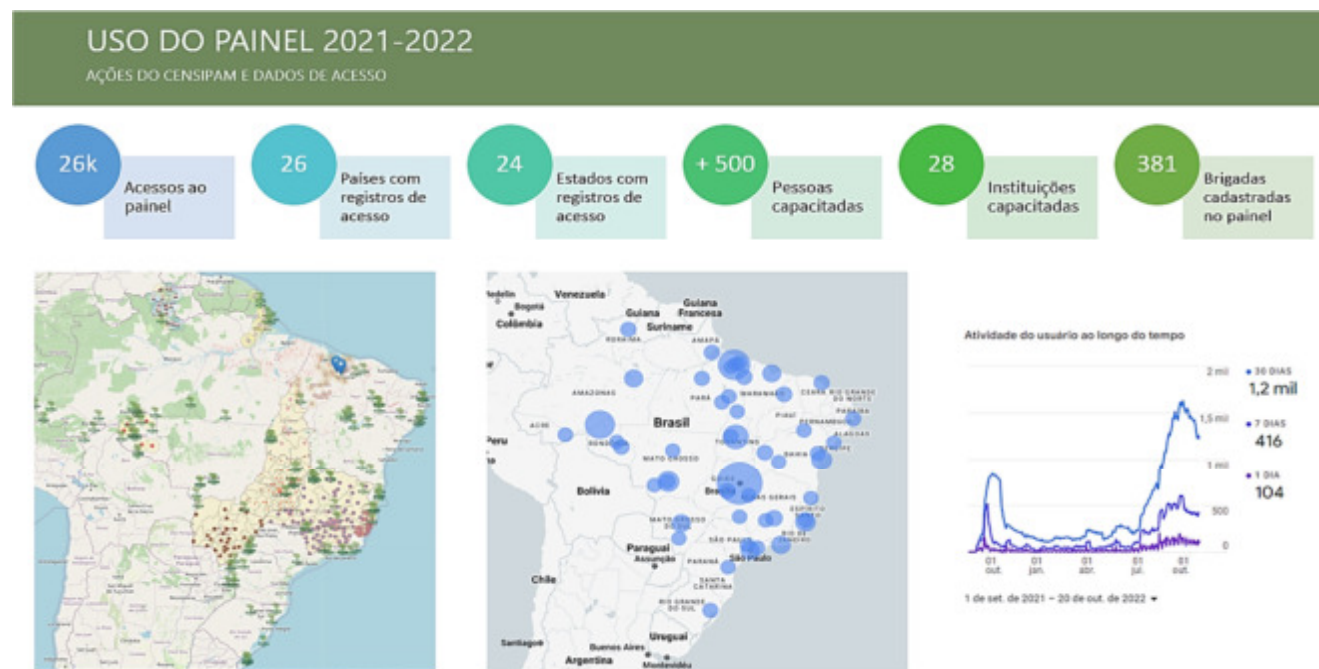 USO DO PAINEL 2021-2022
AÇÕES DO CENSIPAM E DADOS DE ACESSO
26k
Acessos ao
painel
26
Países com
registros de
acesso
24
Estados com
registros de
acesso
+ 500
Pessoas
capacitadas
28
Instituições
capacitadas
381
Brigadas
cadastradas
no painel
Medellín
Bogotá
Colômbia
Venezuela
Guiana
Suriname
Guiana
Francesa
RORAIMA
AMAPÁ
AMAZONAS
PARÁ
MARANHÃO
CEARÁ
RIO GRANDE
DO NORTE
PARAÍBA
PIAUÍ
PERNAMBUCO
ALAGOAS
ACRE
Brasil
RONDÔNIA
TOCANTINS
SERGIPE
BAHIA
MATO GROSSO
Peru
Bolívia
GOIÁS
Brasília
MINAS GERAIS
ESPÍRITO
SANTO
MATO GROSSO
DO SUL
RIO DE
JANEIRO
SÃO PAULO
São Paulo
Paraguai
Assunção
PARANÁ
SANTA
CATARINA
Chile
RIO GRANDE
DO SUL
Uruguai
Santiago
Buenos Aires
Argentina
Montevidéu
Atividade do usuário ao longo do tempo
2 mil
1,5 mil
1 mil
500
0
30 DIAS
1,2 mil
7 DIAS
416
1 DIA
104
01
out.
01
jan.
01
abr.
01
jul.
01
out.
1 de set. de 2021 – 20 de out. de 2022